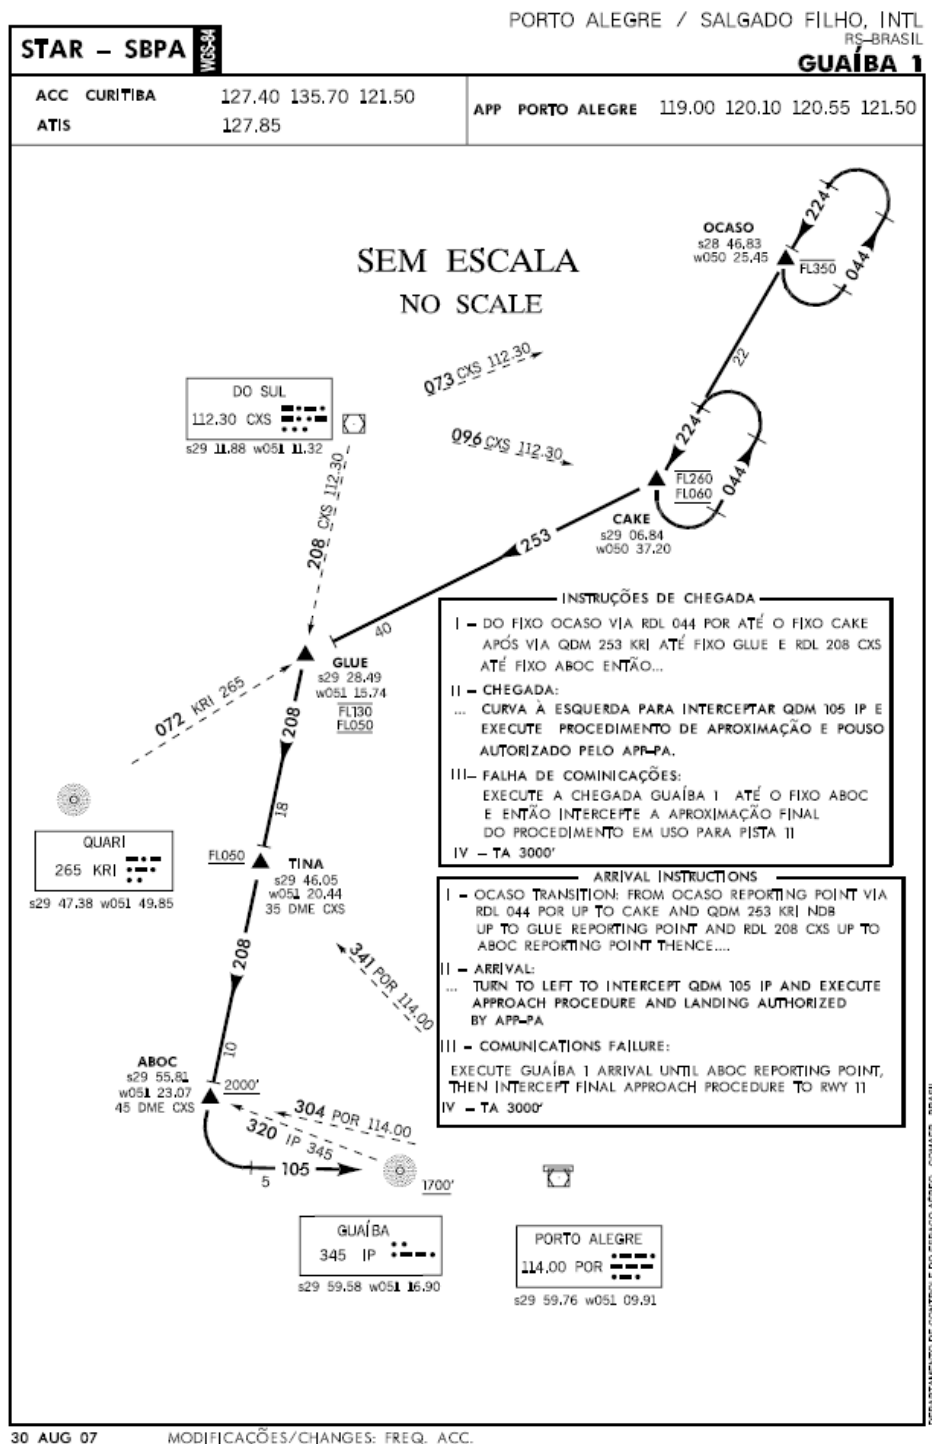 PORTO ALEGRE / SALGADO FILHO, INTL
RS-BRASIL
STAR – SBPA
WGS-84
GUAÍBA 1
ACC CURITIBA 127.40 135.70 121.50
ATIS 127.85
APP PORTO ALEGRE 119.00 120.10 120.55 121.50
SEM ESCALA
NO SCALE
OCASO
s28 46.83
w050 25.45
FL350
224
044
22
073 CXS 112.30
096 CXS 112.30
DO SUL
112.30 CXS
s29 11.88 w051 11.32
208 CXS 112.30
224
044
FL260
FL060
CAKE
s29 06.84
w050 37.20
253
40
GLUE
s29 28.49
w051 15.74
FL130
FL050
072 KRI 265
208
18
QUARI
265 KRI
s29 47.38 w051 49.85
FL050
TINA
s29 46.05
w051 20.44
35 DME CXS
208
10
341 POR 114.00
ABOC
s29 55.81
w051 23.07
45 DME CXS
2000'
304 POR 114.00
320 IP 345
105
5
1700'
GUAÍBA
345 IP
s29 59.58 w051 16.90
PORTO ALEGRE
114.00 POR
s29 59.76 w051 09.91
INSTRUÇÕES DE CHEGADA
I – DO FIXO OCASO VIA RDL 044 POR ATÉ O FIXO CAKE
APÓS VIA QDM 253 KRI ATÉ FIXO GLUE E RDL 208 CXS
ATÉ FIXO ABOC ENTÃO...
II – CHEGADA:
... CURVA À ESQUERDA PARA INTERCEPTAR QDM 105 IP E
EXECUTE PROCEDIMENTO DE APROXIMAÇÃO E POUSO
AUTORIZADO PELO APP-PA.
III– FALHA DE COMINICAÇÕES:
EXECUTE A CHEGADA GUAÍBA 1 ATÉ O FIXO ABOC
E ENTÃO INTERCEPTE A APROXIMAÇÃO FINAL
DO PROCEDIMENTO EM USO PARA PISTA 11
IV – TA 3000'
ARRIVAL INSTRUCTIONS
I – OCASO TRANSITION: FROM OCASO REPORTING POINT VIA
RDL 044 POR UP TO CAKE AND QDM 253 KRI NDB
UP TO GLUE REPORTING POINT AND RDL 208 CXS UP TO
ABOC REPORTING POINT THENCE....
II – ARRIVAL:
... TURN TO LEFT TO INTERCEPT QDM 105 IP AND EXECUTE
APPROACH PROCEDURE AND LANDING AUTHORIZED
BY APP-PA
III – COMUNICATIONS FAILURE:
EXECUTE GUAÍBA 1 ARRIVAL UNTIL ABOC REPORTING POINT,
THEN INTERCEPT FINAL APPROACH PROCEDURE TO RWY 11
IV – TA 3000'
DEPARTAMENTO DE CONTROLE DO ESPAÇO AÉREO - COMAER - BRASIL
30 AUG 07 MODIFICAÇÕES/CHANGES: FREQ. ACC.